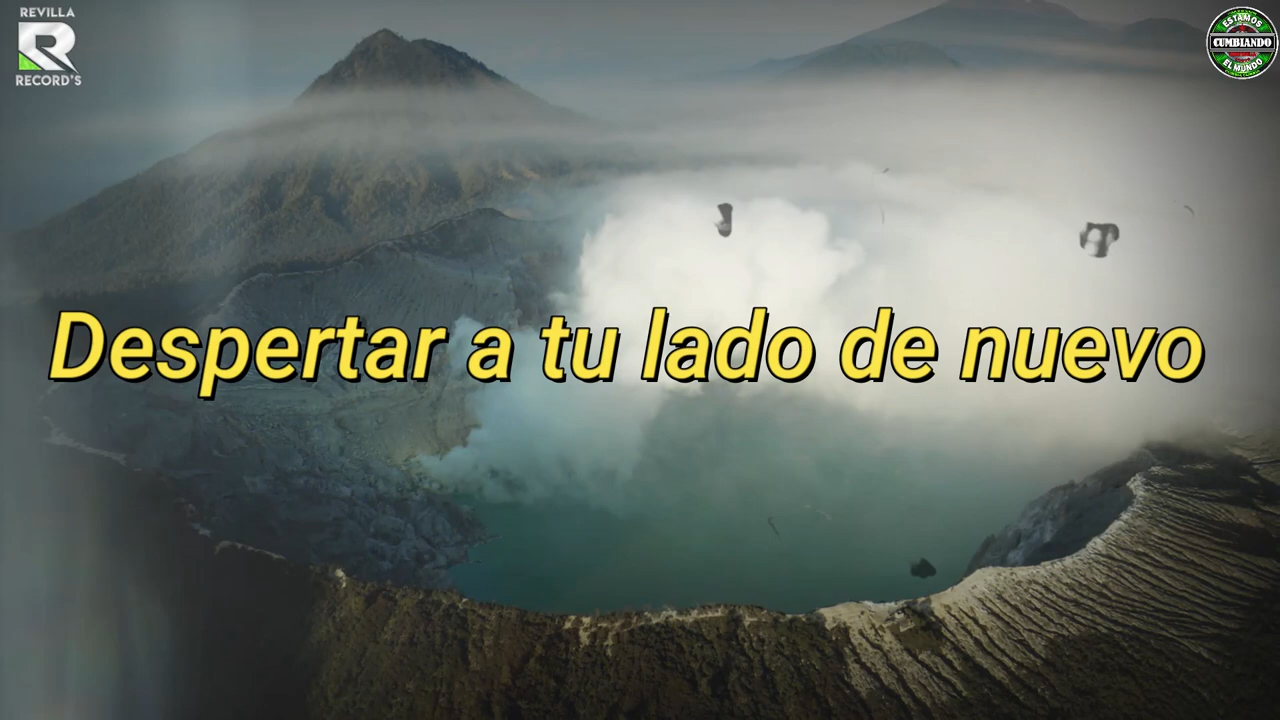 REVILLA
R
RECORD'S
ESTAMOS
CUMBIANDO
EL MUNDO
Despertar a tu lado de nuevo